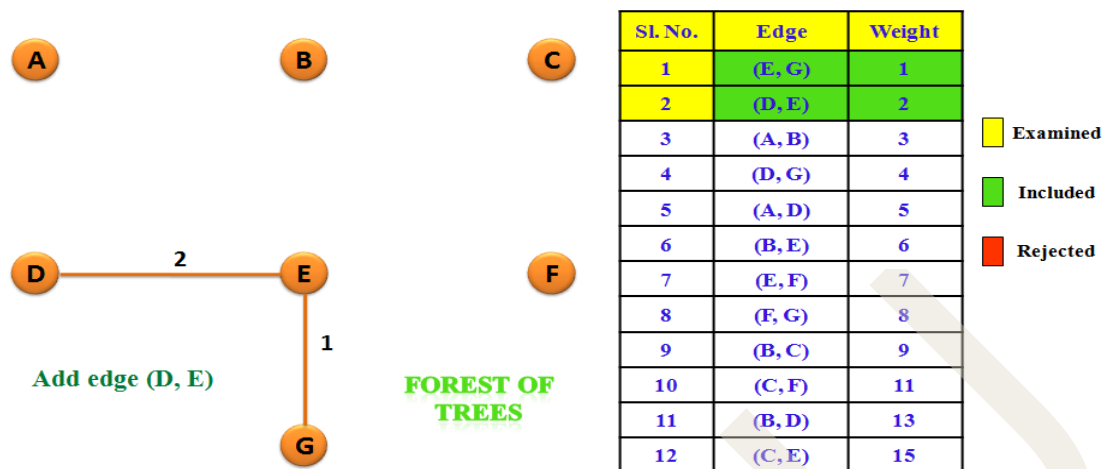 A B C
D 2 E F
1
Add edge (D, E)
FOREST OF
TREES
G
Sl. No. Edge Weight
1 (E, G) 1
2 (D, E) 2
3 (A, B) 3
4 (D, G) 4
5 (A, D) 5
6 (B, E) 6
7 (E, F) 7
8 (F, G) 8
9 (B, C) 9
10 (C, F) 11
11 (B, D) 13
12 (C, E) 15
Examined
Included
Rejected